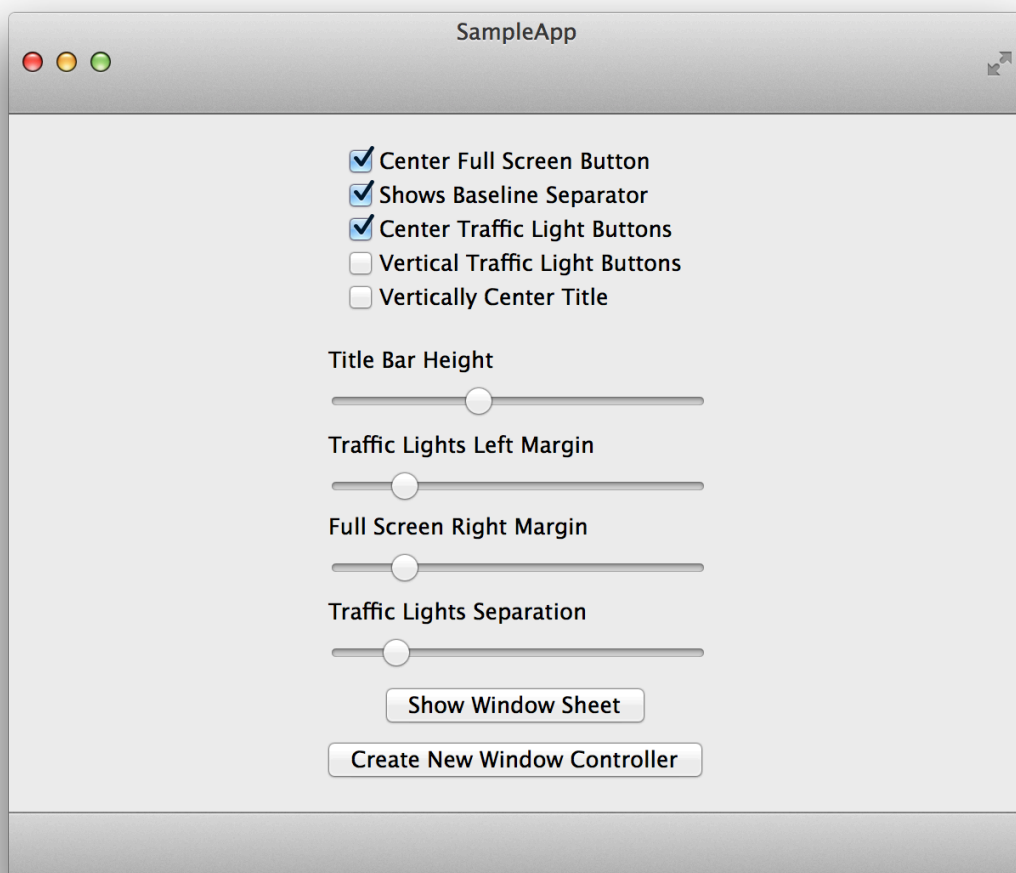 SampleApp
Center Full Screen Button
Shows Baseline Separator
Center Traffic Light Buttons
Vertical Traffic Light Buttons
Vertically Center Title
Title Bar Height
Traffic Lights Left Margin
Full Screen Right Margin
Traffic Lights Separation
Show Window Sheet
Create New Window Controller